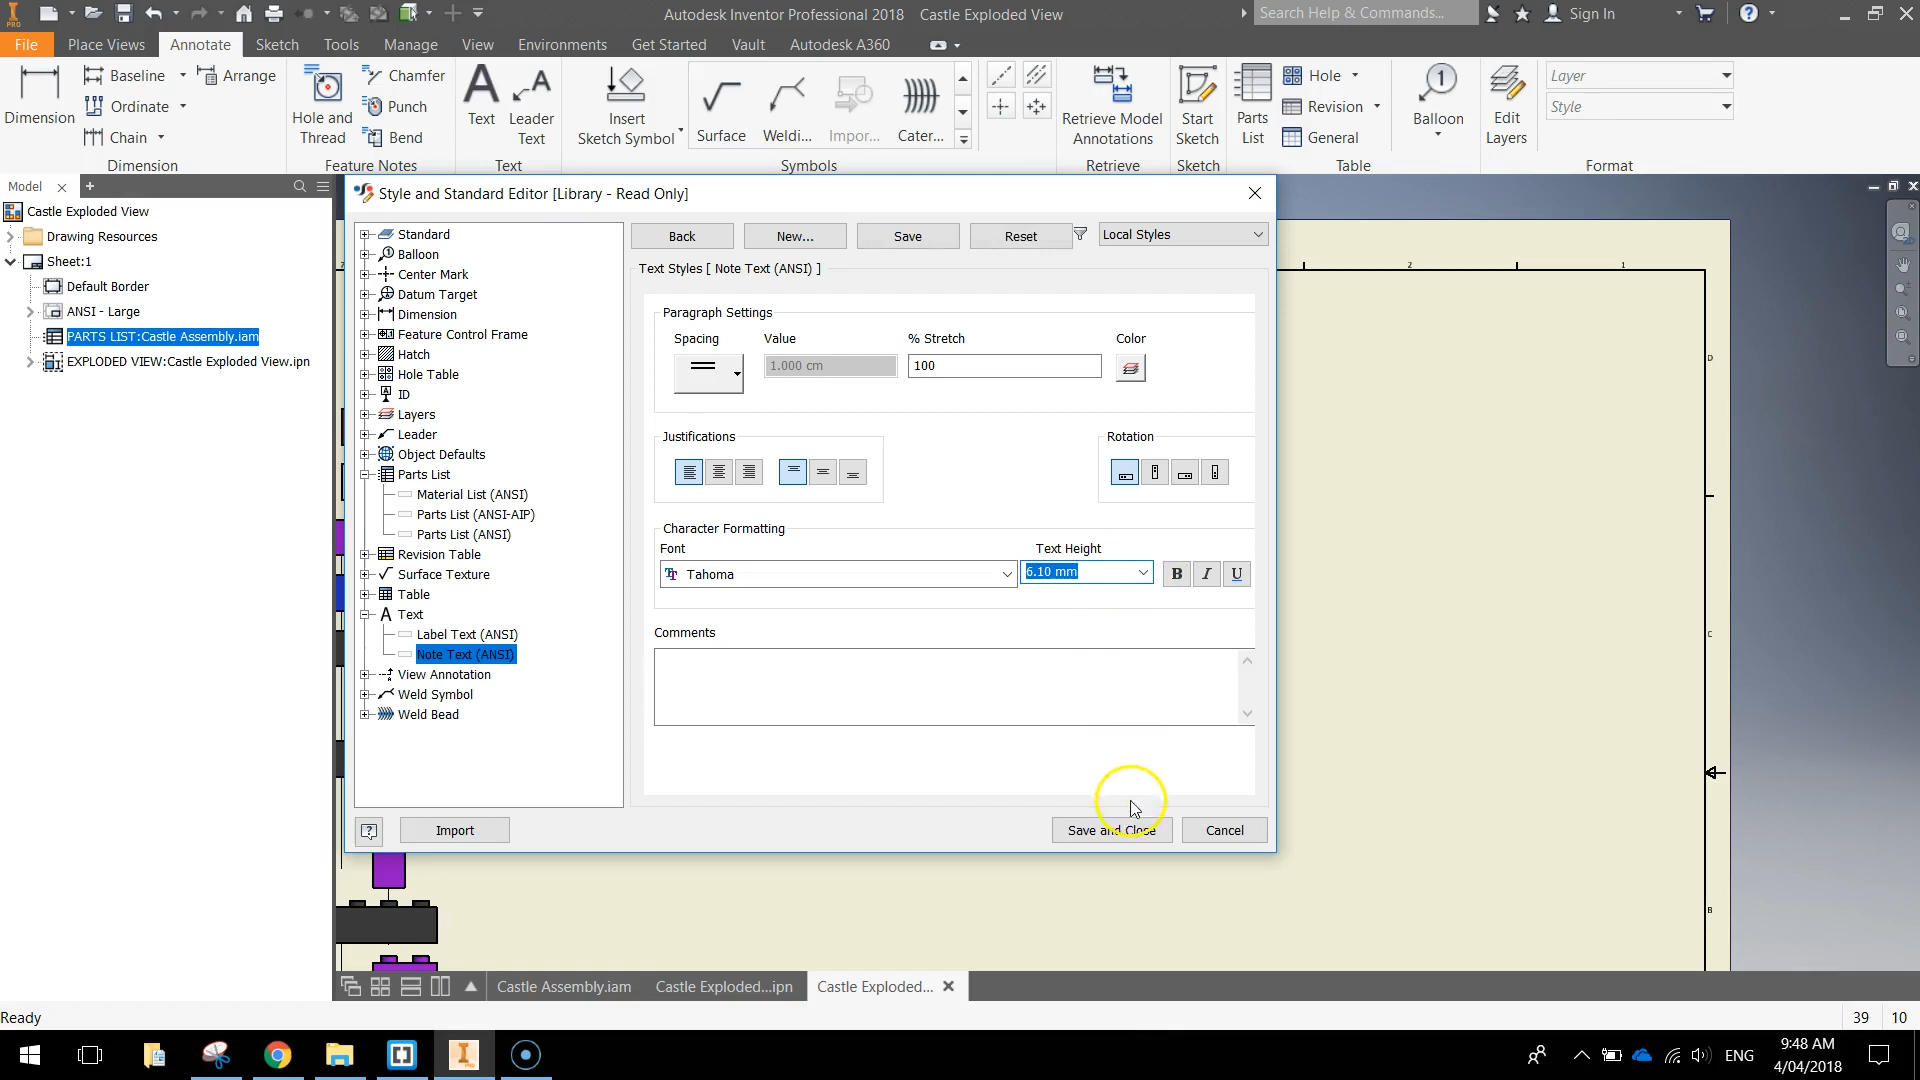 Autodesk Inventor Professional 2018 Castle Exploded View
Search Help & Commands...
Sign In
File Place Views Annotate Sketch Tools Manage View Environments Get Started Vault Autodesk A360
Dimension
Baseline
Ordinate
Chain
Arrange
Dimension
Hole and Thread
Chamfer
Punch
Bend
Feature Notes
Text
Leader Text
Text
Insert Sketch Symbol
Surface
Weldi...
Impor...
Cater...
Symbols
Retrieve Model Annotations
Retrieve
Start Sketch
Sketch
Parts List
Hole
Revision
General
Table
Balloon
Edit Layers
Layer
Style
Format
Model
Castle Exploded View
Drawing Resources
Sheet:1
Default Border
ANSI - Large
PARTS LIST:Castle Assembly.iam
EXPLODED VIEW:Castle Exploded View.ipn
Style and Standard Editor [Library - Read Only]
Standard
Balloon
Center Mark
Datum Target
Dimension
Feature Control Frame
Hatch
Hole Table
ID
Layers
Leader
Object Defaults
Parts List
Material List (ANSI)
Parts List (ANSI-AIP)
Parts List (ANSI)
Revision Table
Surface Texture
Table
Text
Label Text (ANSI)
Note Text (ANSI)
View Annotation
Weld Symbol
Weld Bead
Back New... Save Reset Local Styles
Text Styles [ Note Text (ANSI) ]
Paragraph Settings
Spacing Value % Stretch Color
1.000 cm 100
Justifications Rotation
Character Formatting
Font Text Height
Tahoma 6.10 mm B I U
Comments
Import Save and Close Cancel
2 1
D
C
B
Castle Assembly.iam Castle Exploded...ipn Castle Exploded...
Ready 39 10
ENG
9:48 AM
4/04/2018